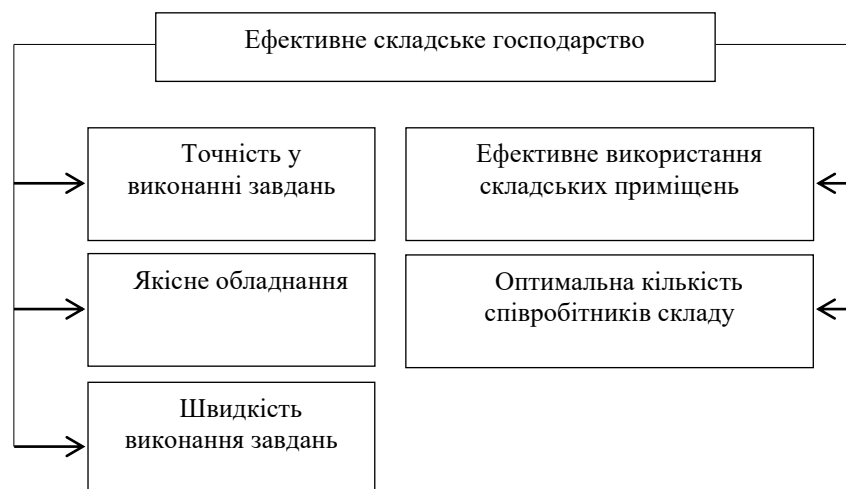 Ефективне складське господарство
Точність у
виконанні завдань
Ефективне використання
складських приміщень
Якісне обладнання
Оптимальна кількість
співробітників складу
Швидкість
виконання завдань